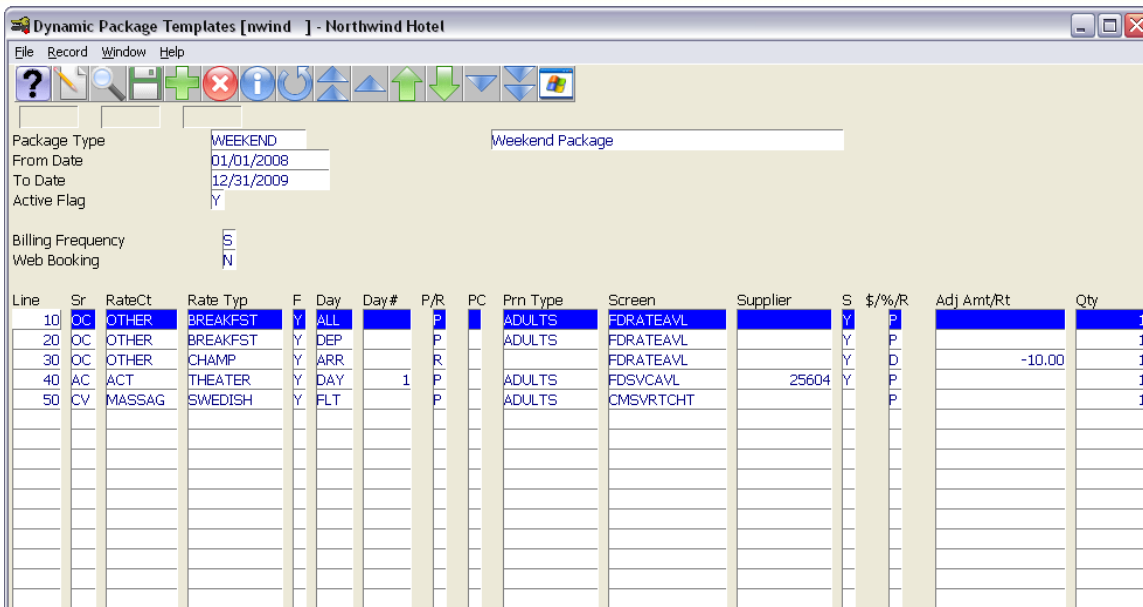 Dynamic Package Templates [nwind ] - Northwind Hotel
File Record Window Help
?
Package Type WEEKEND Weekend Package
From Date 01/01/2008
To Date 12/31/2009
Active Flag Y
Billing Frequency S
Web Booking N
Line Sr RateCt Rate Typ F Day Day# P/R PC Prn Type Screen Supplier S $/%/R Adj Amt/Rt Qty
10 OC OTHER BREAKFST Y ALL P ADULTS FDRATEAVL Y P 1
20 OC OTHER BREAKFST Y DEP P ADULTS FDRATEAVL Y P 1
30 OC OTHER CHAMP Y ARR R FDRATEAVL Y D -10.00 1
40 AC ACT THEATER Y DAY 1 P ADULTS FDSVCAVL 25604 Y P 1
50 CV MASSAG SWEDISH Y FLT P ADULTS CMSVRTCHT P 1